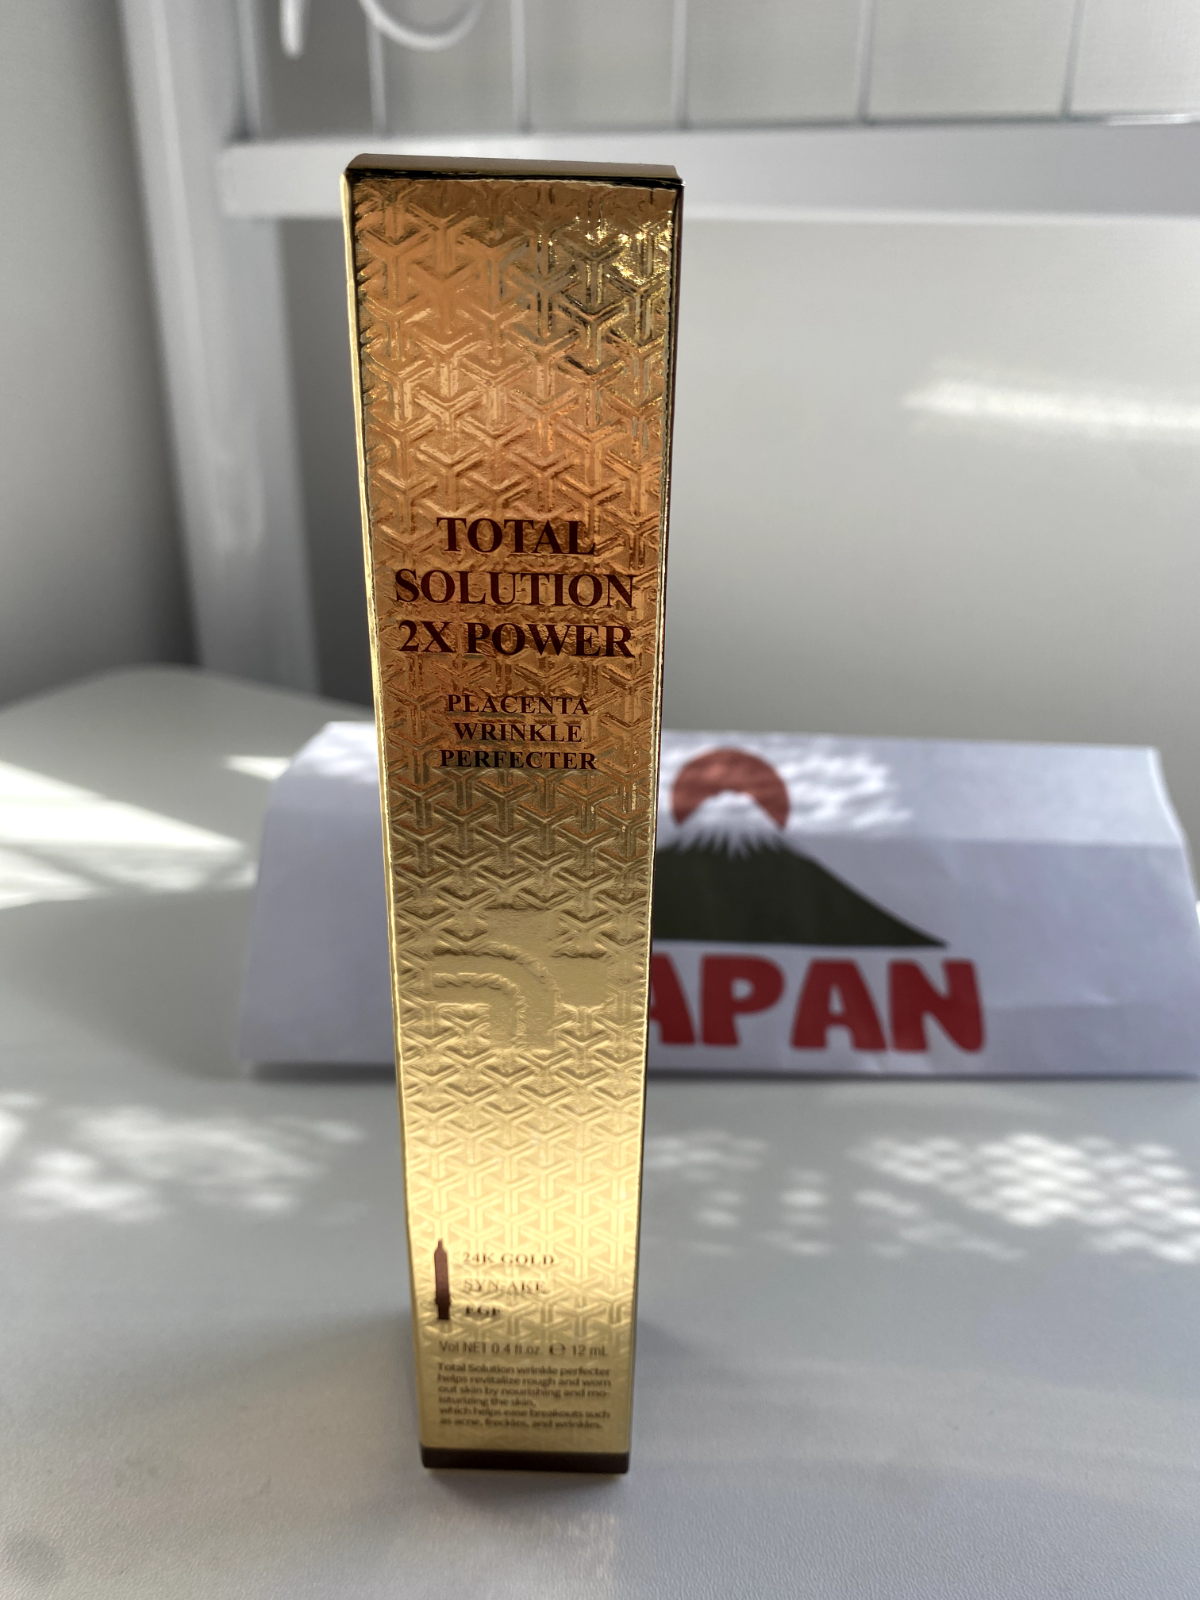 TOTAL
SOLUTION
2X POWER
PLACENTA
WRINKLE
PERFECTER
APAN
24K GOLD
SYN-AKE
EGF
Vol NET 0.4 fl.oz. ℮ 12 mL
Total Solution wrinkle perfecter
helps revitalize rough and worn
out skin by nourishing and mo-
isturizing the skin,
which helps ease breakouts such
as acne, freckles, and wrinkles.